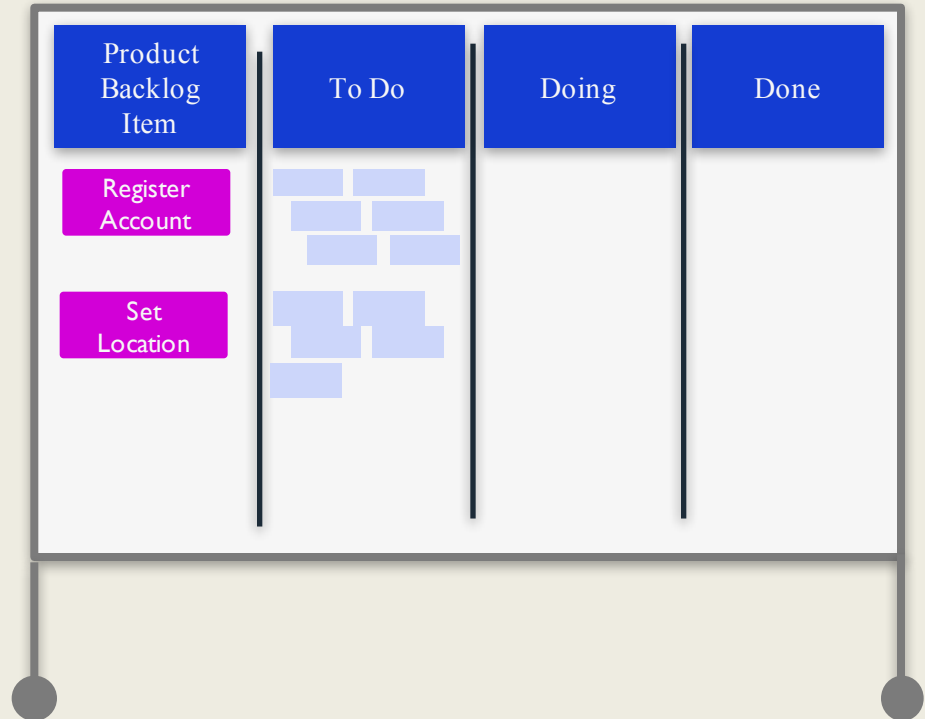 Product
Backlog
Item
To Do
Doing
Done
Register
Account
Set
Location